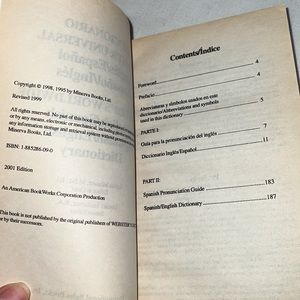 Copyright © 1998, 1995 by Minerva Books, Ltd.
Revised 1999
All rights reserved. No part of this book may be reproduced
or by any means, electronic or mechanical, including
any information storage and retrieval system without permission
Minerva Books, Ltd.
ISBN: 1-885286-09-0
2001 Edition
An American BookWorks Corporation Production
This book is not published by the original publishers of WEBSTER'S
or by their successors.
Contents/Índice
Foreword 4
Prefacio 4
Abreviaturas y símbolos usados en este
diccionario/Abbreviations and symbols
used in this dictionary 5
PARTE I:
Guía para la pronunciación del inglés 7
Diccionario Inglés/Español 11
PART II:
Spanish Pronunciation Guide 183
Spanish/English Dictionary 187